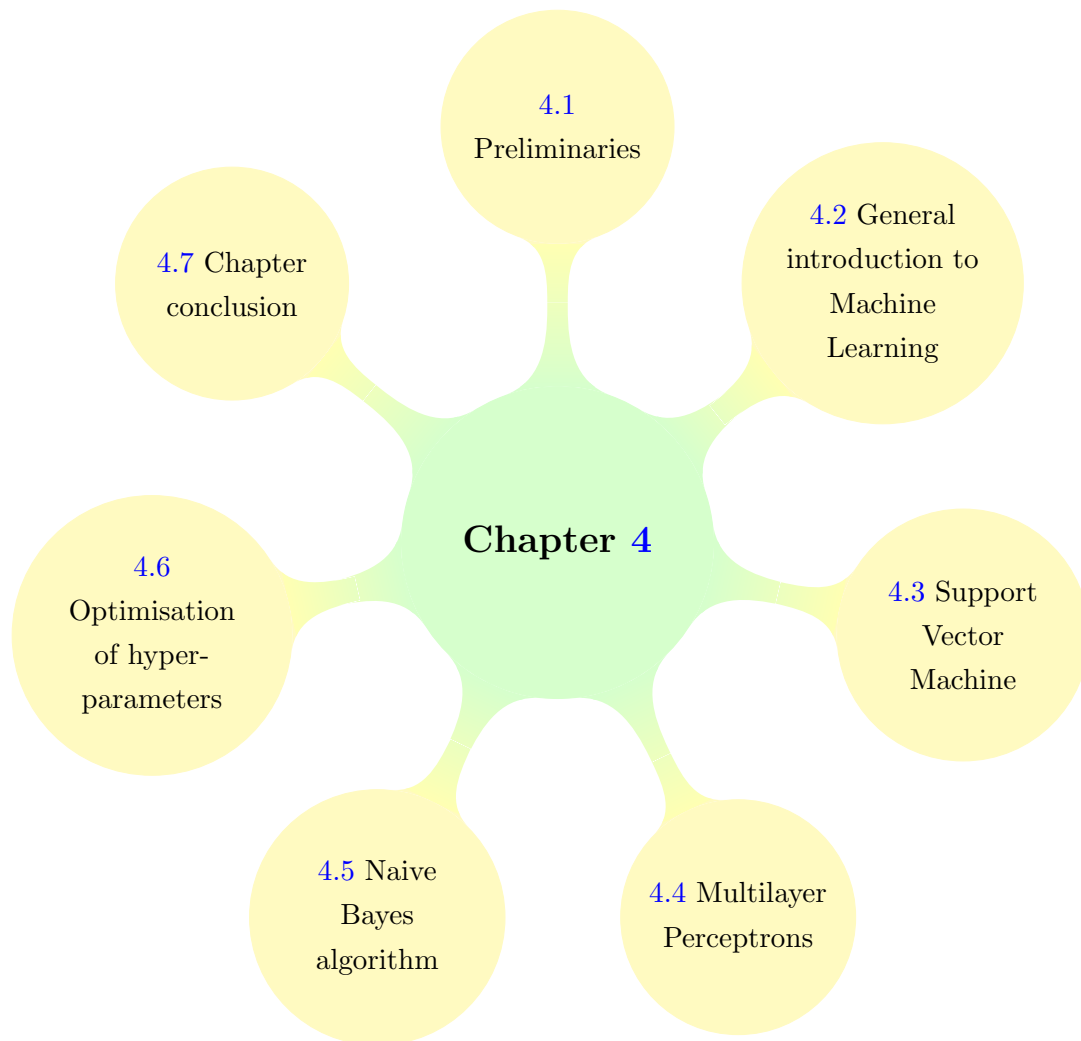 4.1
Preliminaries
4.2 General
introduction to
Machine
Learning
4.7 Chapter
conclusion
Chapter 4
4.6
Optimisation
of hyper-
parameters
4.3 Support
Vector
Machine
4.5 Naive
Bayes
algorithm
4.4 Multilayer
Perceptrons